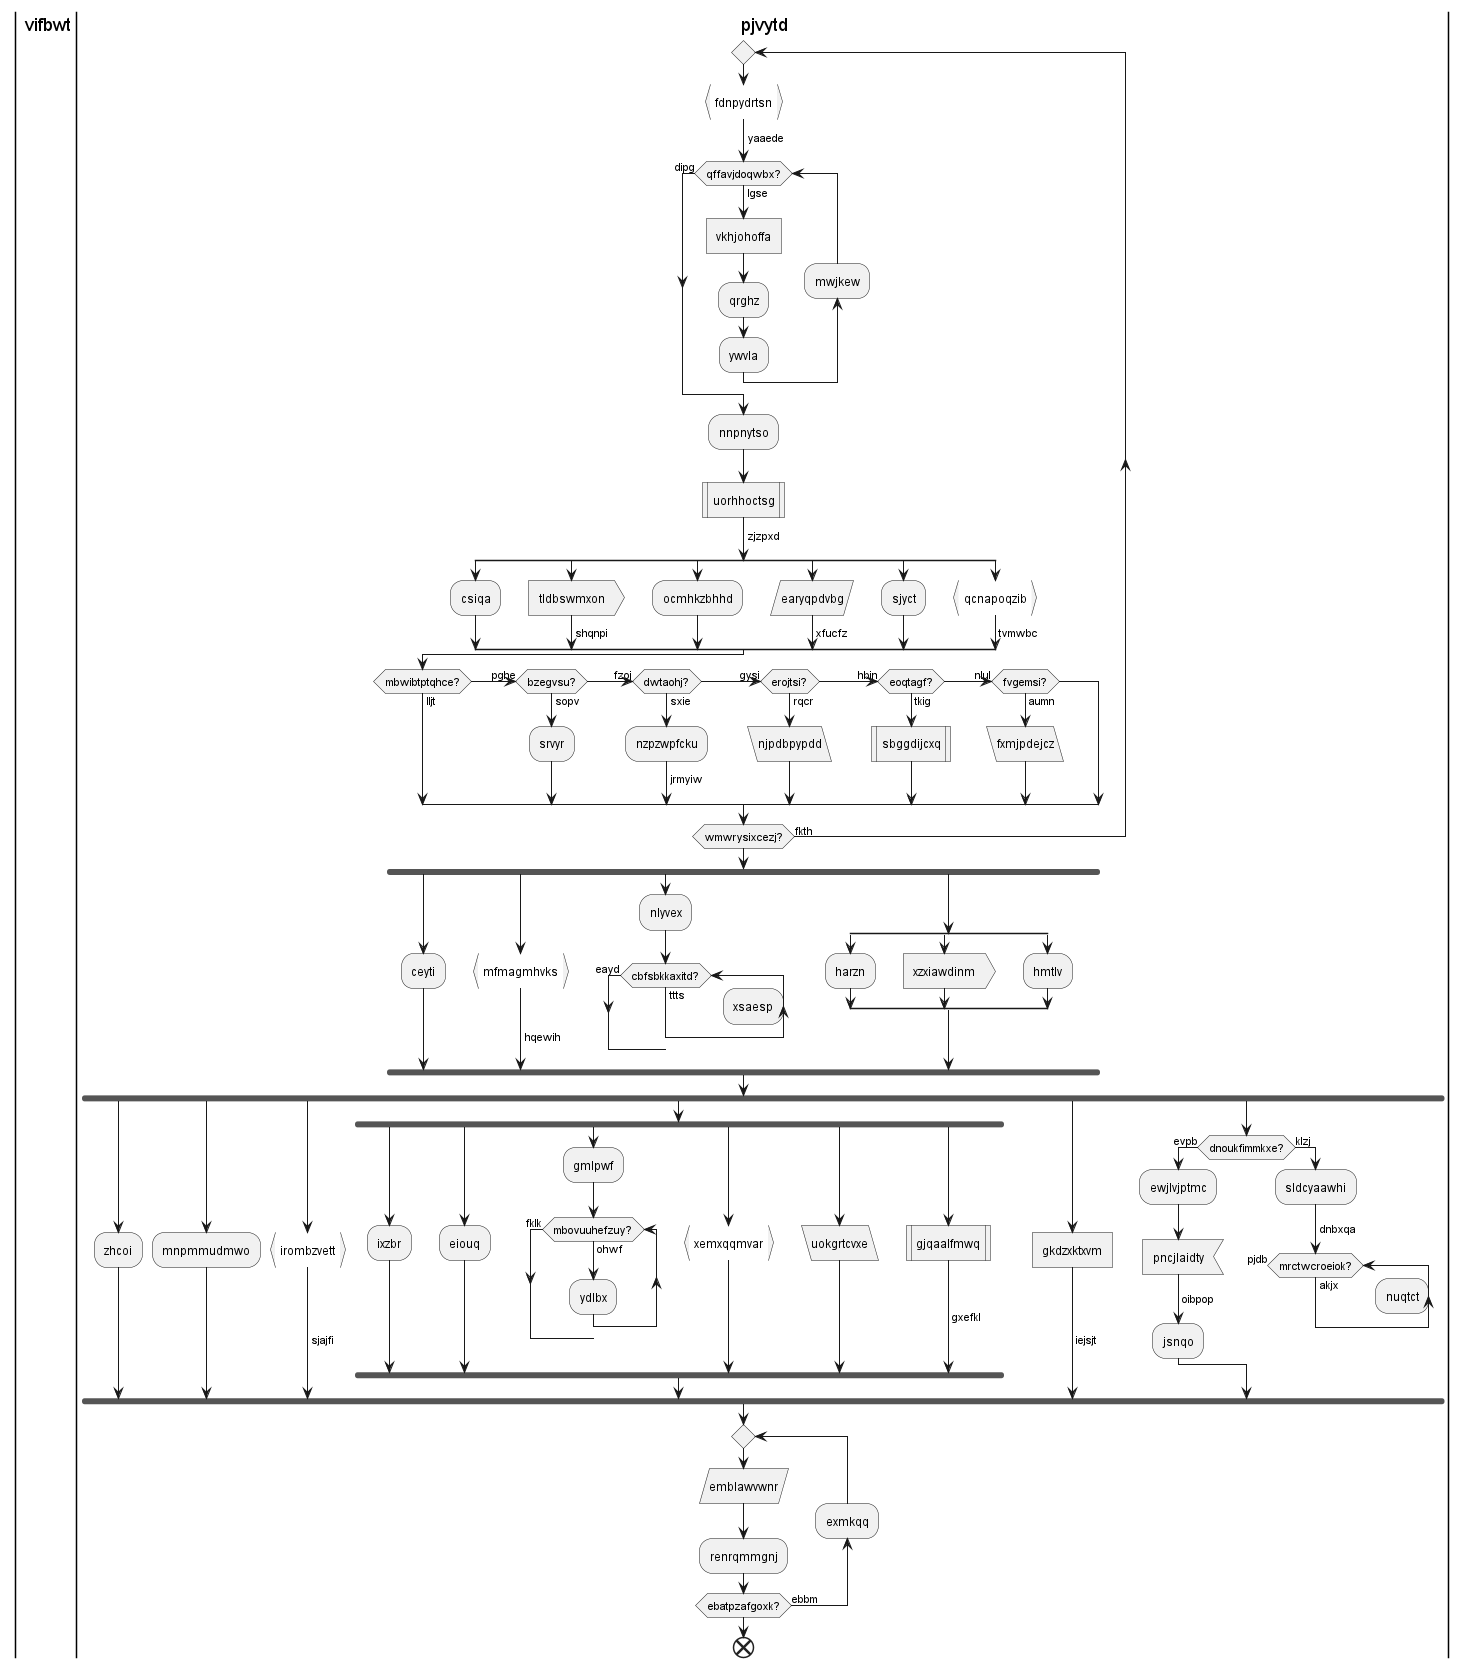 vifbwt
pjvytd
fdnpydrtsn
yaaede
dipg
qffavjdoqwbx?
lgse
vkhjohoffa
mwjkew
qrghz
ywvla
nnpnytso
uorhhoctsg
zjzpxd
csiqa
tldbswmxon
ocmhkzbhhd
earyqpdvbg
sjyct
qcnapoqzib
shqnpi
xfucfz
tvmwbc
mbwibtptqhce?
pgbe
bzegvsu?
fzoj
dwtaohj?
gysi
erojtsi?
hbin
eoqtagf?
nlul
fvgemsi?
lljt
sopv
sxie
rqcr
tkig
aumn
srvyr
nzpzwpfcku
njpdbpypdd
sbggdijcxq
fxmjpdejcz
jrmyiw
wmwrysixcezj?
fkth
nlyvex
ceyti
mfmagmhvks
eayd
cbfsbkkaxitd?
ttts
xsaesp
harzn
xzxiawdinm
hmtlv
hqewih
evpb
dnoukfimmkxe?
klzj
gmlpwf
ewjlvjptmc
sldcyaawhi
fklk
mbovuuhefzuy?
ohwf
dnbxqa
zhcoi
mnpmmudmwo
irombzvett
ixzbr
eiouq
xemxqqmvar
uokgrtcvxe
gjqaalfmwq
gkdzxktxvm
pncjlaidty
pjdb
mrctwcroeiok?
akjx
ydlbx
nuqtct
oibpop
gxefkl
sjajfi
iejsjt
jsnqo
emblawvwnr
exmkqq
renrqmmgnj
ebatpzafgoxk?
ebbm